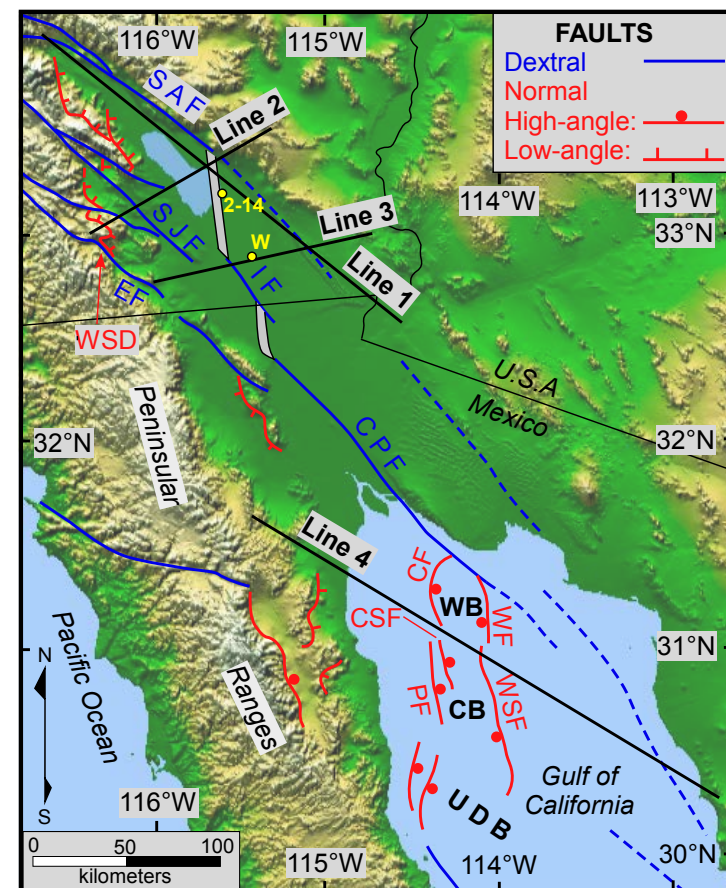 116°W
115°W
FAULTS
Dextral
Normal
High-angle:
Low-angle:
SAF
Line 2
2-14
114°W
113°W
Line 3
33°N
W
SJF
IF
Line 1
EF
WSD
U.S.A
Mexico
Peninsular
CPF
32°N
32°N
Line 4
CF
WB
WF
CSF
31°N
Pacific Ocean
N
Ranges
PF
CB
WSF
S
Gulf of
California
UDB
116°W
0 50 100
kilometers
115°W
114°W
30°N